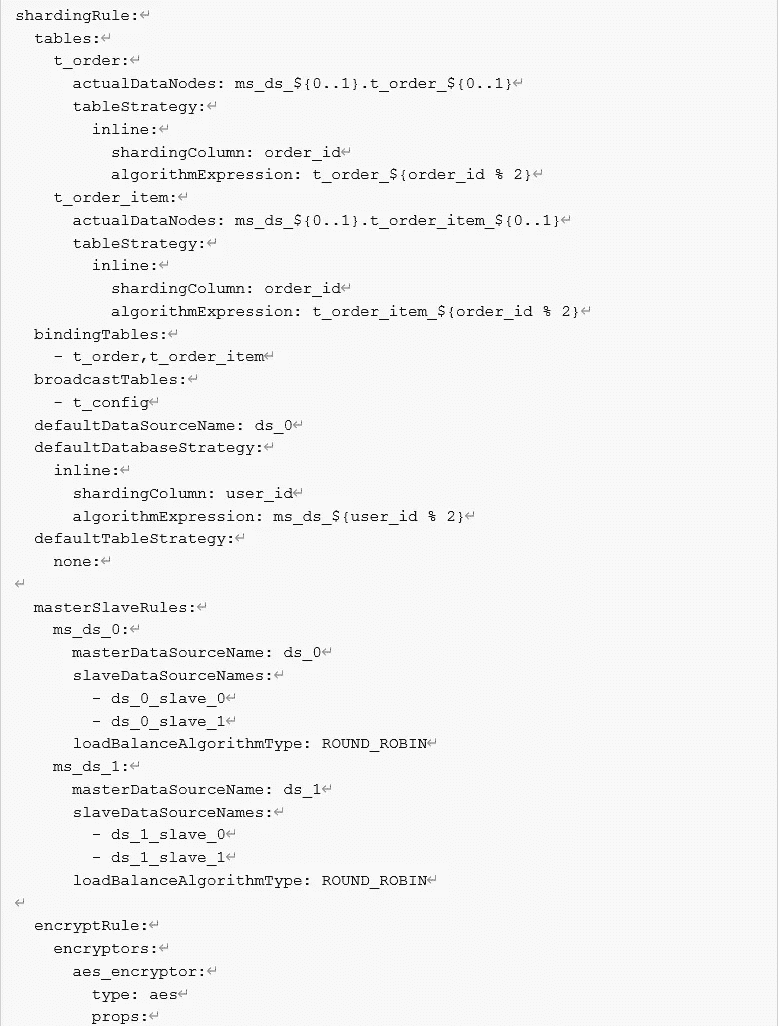 shardingRule:↵
  tables:↵
    t_order:↵
      actualDataNodes: ms_ds_${0..1}.t_order_${0..1}↵
      tableStrategy:↵
        inline:↵
          shardingColumn: order_id↵
          algorithmExpression: t_order_${order_id % 2}↵
    t_order_item:↵
      actualDataNodes: ms_ds_${0..1}.t_order_item_${0..1}↵
      tableStrategy:↵
        inline:↵
          shardingColumn: order_id↵
          algorithmExpression: t_order_item_${order_id % 2}↵
  bindingTables:↵
    - t_order,t_order_item↵
  broadcastTables:↵
    - t_config↵
  defaultDataSourceName: ds_0↵
  defaultDatabaseStrategy:↵
    inline:↵
      shardingColumn: user_id↵
      algorithmExpression: ms_ds_${user_id % 2}↵
  defaultTableStrategy:↵
    none:↵
↵
  masterSlaveRules:↵
    ms_ds_0:↵
      masterDataSourceName: ds_0↵
      slaveDataSourceNames:↵
        - ds_0_slave_0↵
        - ds_0_slave_1↵
      loadBalanceAlgorithmType: ROUND_ROBIN↵
    ms_ds_1:↵
      masterDataSourceName: ds_1↵
      slaveDataSourceNames:↵
        - ds_1_slave_0↵
        - ds_1_slave_1↵
      loadBalanceAlgorithmType: ROUND_ROBIN↵
↵
  encryptRule:↵
    encryptors:↵
      aes_encryptor:↵
        type: aes↵
        props:↵